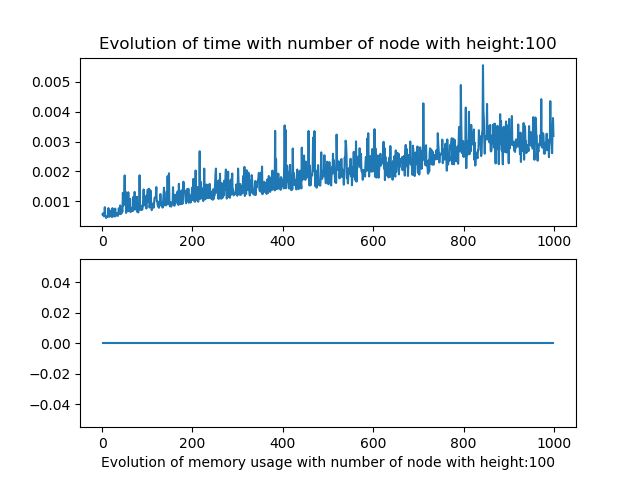 Evolution of time with number of node with height:100
0.005
0.004
0.003
0.002
0.001
0 200 400 600 800 1000
0.04
0.02
0.00
−0.02
−0.04
0 200 400 600 800 1000
Evolution of memory usage with number of node with height:100